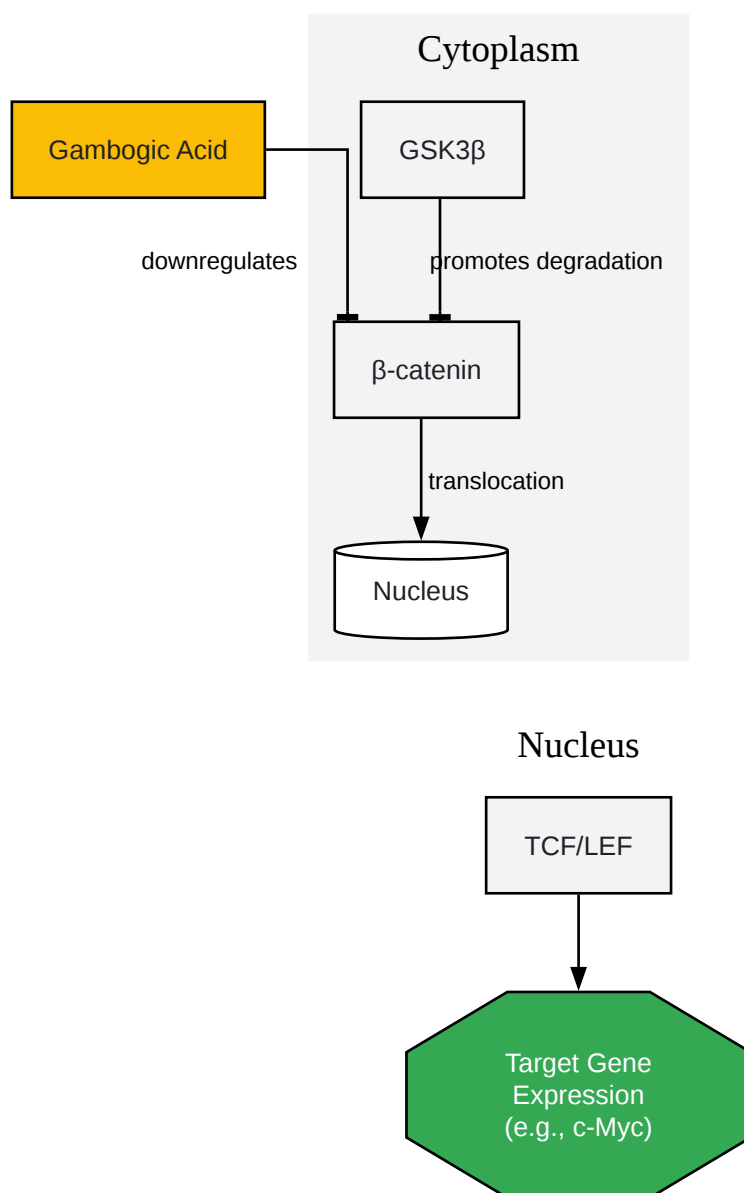 Cytoplasm
Gambogic Acid
GSK3β
downregulates
promotes degradation
β-catenin
translocation
Nucleus
Nucleus
TCF/LEF
Target Gene
Expression
(e.g., c-Myc)